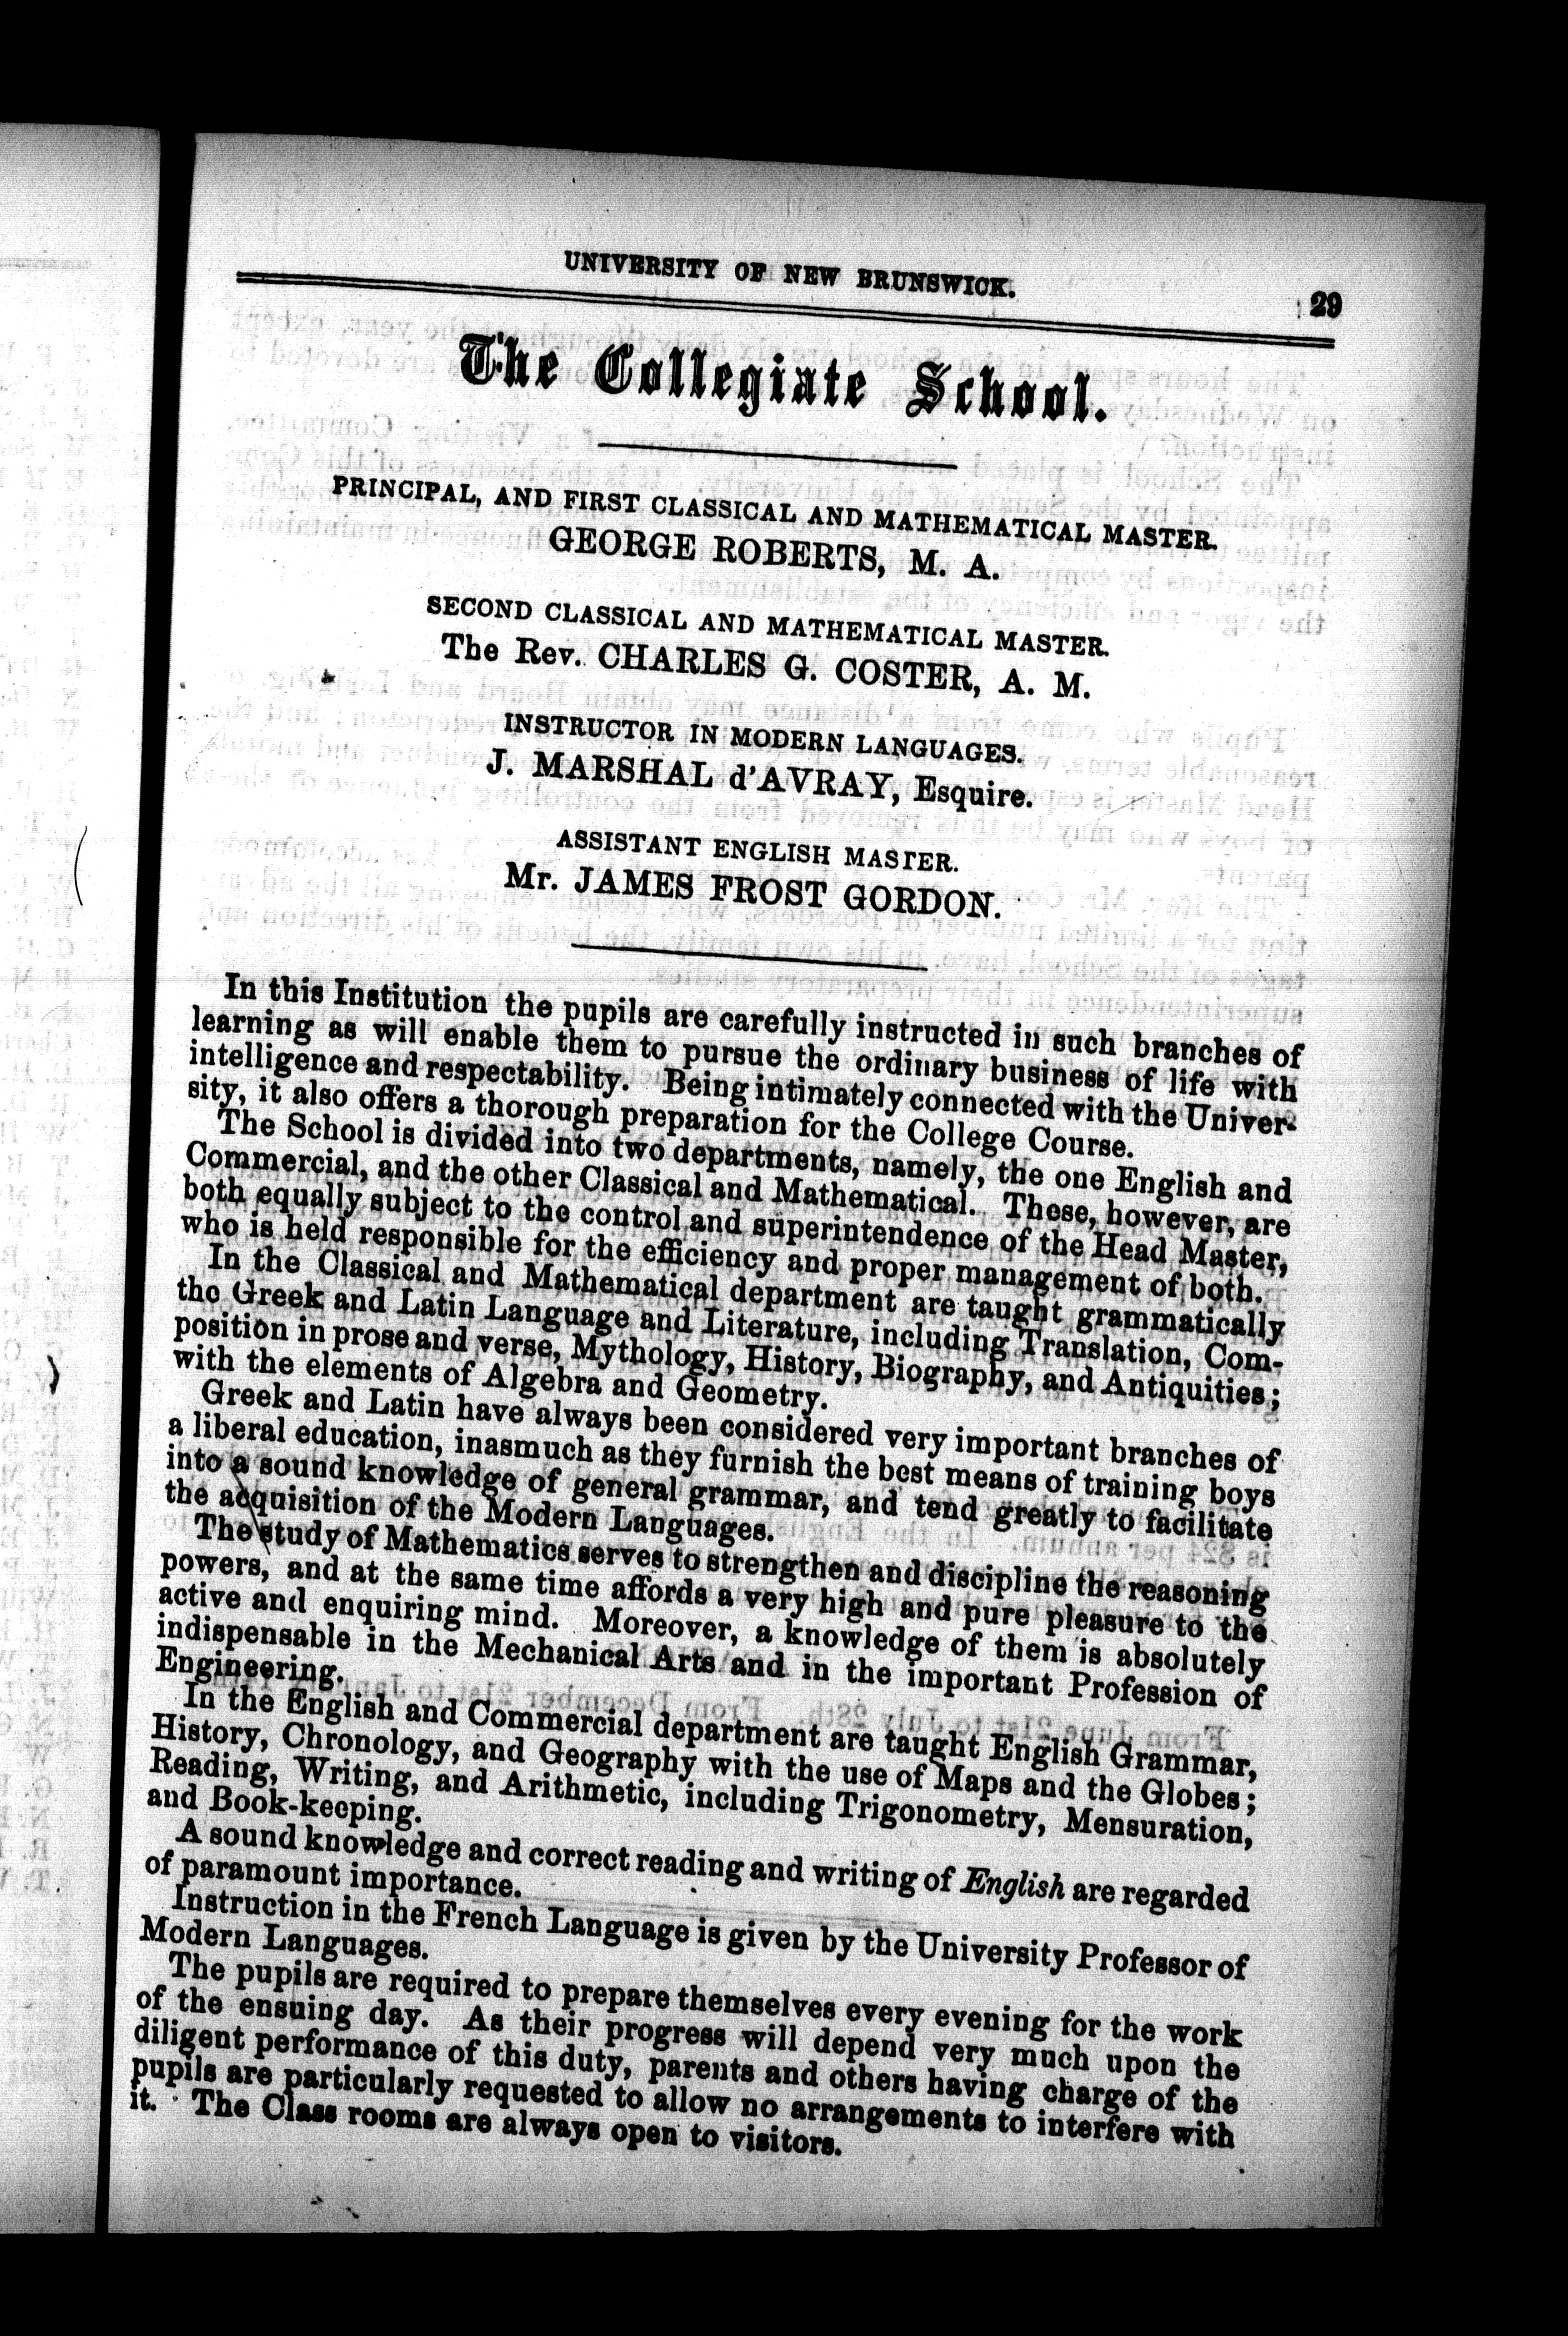 UNIVERSITY OF NEW BRUNSWICK.
29
The Collegiate School.
PRINCIPAL, AND FIRST CLASSICAL AND MATHEMATICAL MASTER.
GEORGE ROBERTS, M. A.
SECOND CLASSICAL AND MATHEMATICAL MASTER.
The Rev. CHARLES G. COSTER, A. M.
INSTRUCTOR IN MODERN LANGUAGES.
J. MARSHAL d'AVRAY, Esquire.
ASSISTANT ENGLISH MASTER.
Mr. JAMES FROST GORDON.
In this Institution the pupils are carefully instructed in such branches of
learning as will enable them to pursue the ordinary business of life with
intelligence and respectability. Being intimately connected with the Univer-
sity, it also offers a thorough preparation for the College Course.
The School is divided into two departments, namely, the one English and
Commercial, and the other Classical and Mathematical. These, however, are
both equally subject to the control and superintendence of the Head Master,
who is held responsible for the efficiency and proper management of both.
In the Classical and Mathematical department are taught grammatically
the Greek and Latin Language and Literature, including Translation, Com-
position in prose and verse, Mythology, History, Biography, and Antiquities;
with the elements of Algebra and Geometry.
Greek and Latin have always been considered very important branches of
a liberal education, inasmuch as they furnish the best means of training boys
into a sound knowledge of general grammar, and tend greatly to facilitate
the acquisition of the Modern Languages.
The study of Mathematics serves to strengthen and discipline the reasoning
powers, and at the same time affords a very high and pure pleasure to the
active and enquiring mind. Moreover, a knowledge of them is absolutely
indispensable in the Mechanical Arts and in the important Profession of
Engineering.
In the English and Commercial department are taught English Grammar,
History, Chronology, and Geography with the use of Maps and the Globes;
Reading, Writing, and Arithmetic, including Trigonometry, Mensuration,
and Book-keeping.
A sound knowledge and correct reading and writing of English are regarded
of paramount importance.
Instruction in the French Language is given by the University Professor of
Modern Languages.
The pupils are required to prepare themselves every evening for the work
of the ensuing day. As their progress will depend very much upon the
diligent performance of this duty, parents and others having charge of the
pupils are particularly requested to allow no arrangements to interfere with
it. The Class rooms are always open to visitors.